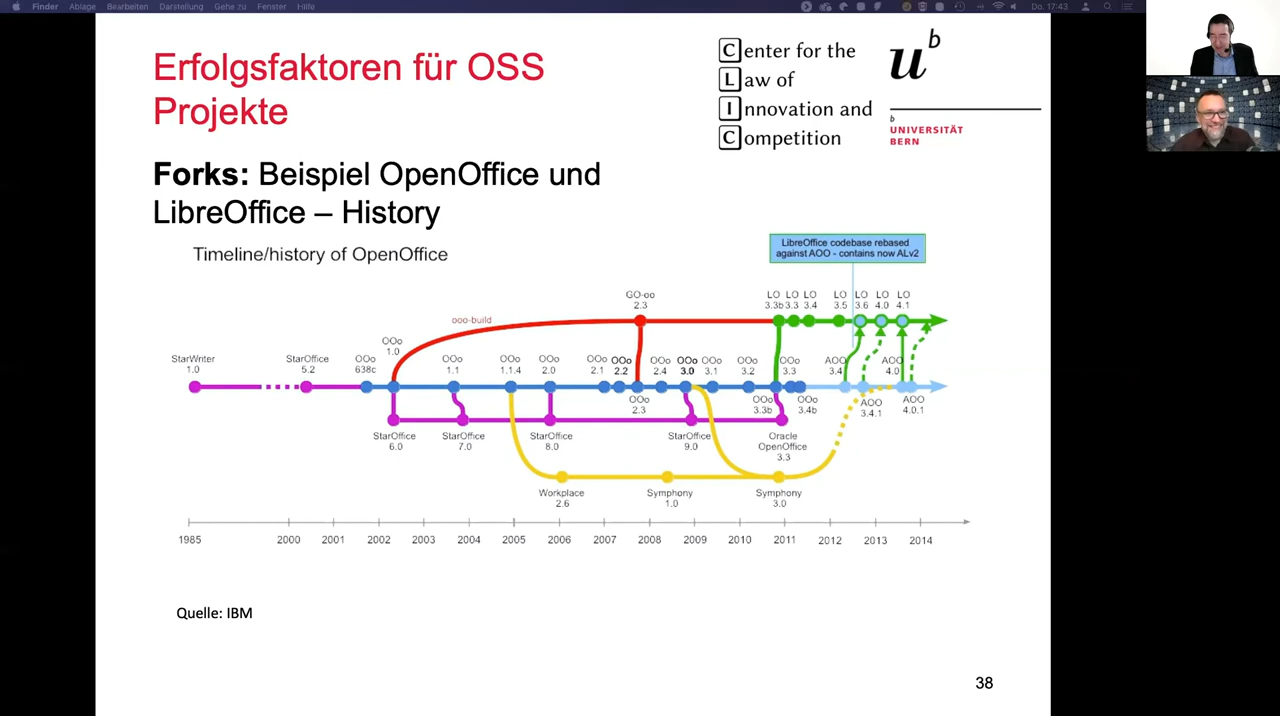 Finder Ablage Bearbeiten Darstellung Gehe zu Fenster Hilfe
Do. 17:43
Erfolgsfaktoren für OSS
Projekte
Center for the
Law of
Innovation and
Competition
u b
b
UNIVERSITÄT
BERN
Forks: Beispiel OpenOffice und
LibreOffice – History
Timeline/history of OpenOffice
LibreOffice codebase rebased
against AOO - contains now ALv2
GO-oo
2.3
LO
3.3b
LO
3.3
LO
3.4
LO
3.5
LO
3.6
LO
4.0
LO
4.1
ooo-build
StarWriter
1.0
StarOffice
5.2
OOo
638c
OOo
1.0
OOo
1.1
OOo
1.1.4
OOo
2.0
OOo
2.1
OOo
2.2
OOo
2.4
OOo
3.0
OOo
3.1
OOo
3.2
OOo
3.3
AOO
3.4
AOO
4.0
OOo
2.3
OOo
3.3b
OOo
3.4b
AOO
3.4.1
AOO
4.0.1
StarOffice
6.0
StarOffice
7.0
StarOffice
8.0
StarOffice
9.0
Oracle
OpenOffice
3.3
Workplace
2.6
Symphony
1.0
Symphony
3.0
1985 2000 2001 2002 2003 2004 2005 2006 2007 2008 2009 2010 2011 2012 2013 2014
Quelle: IBM
38